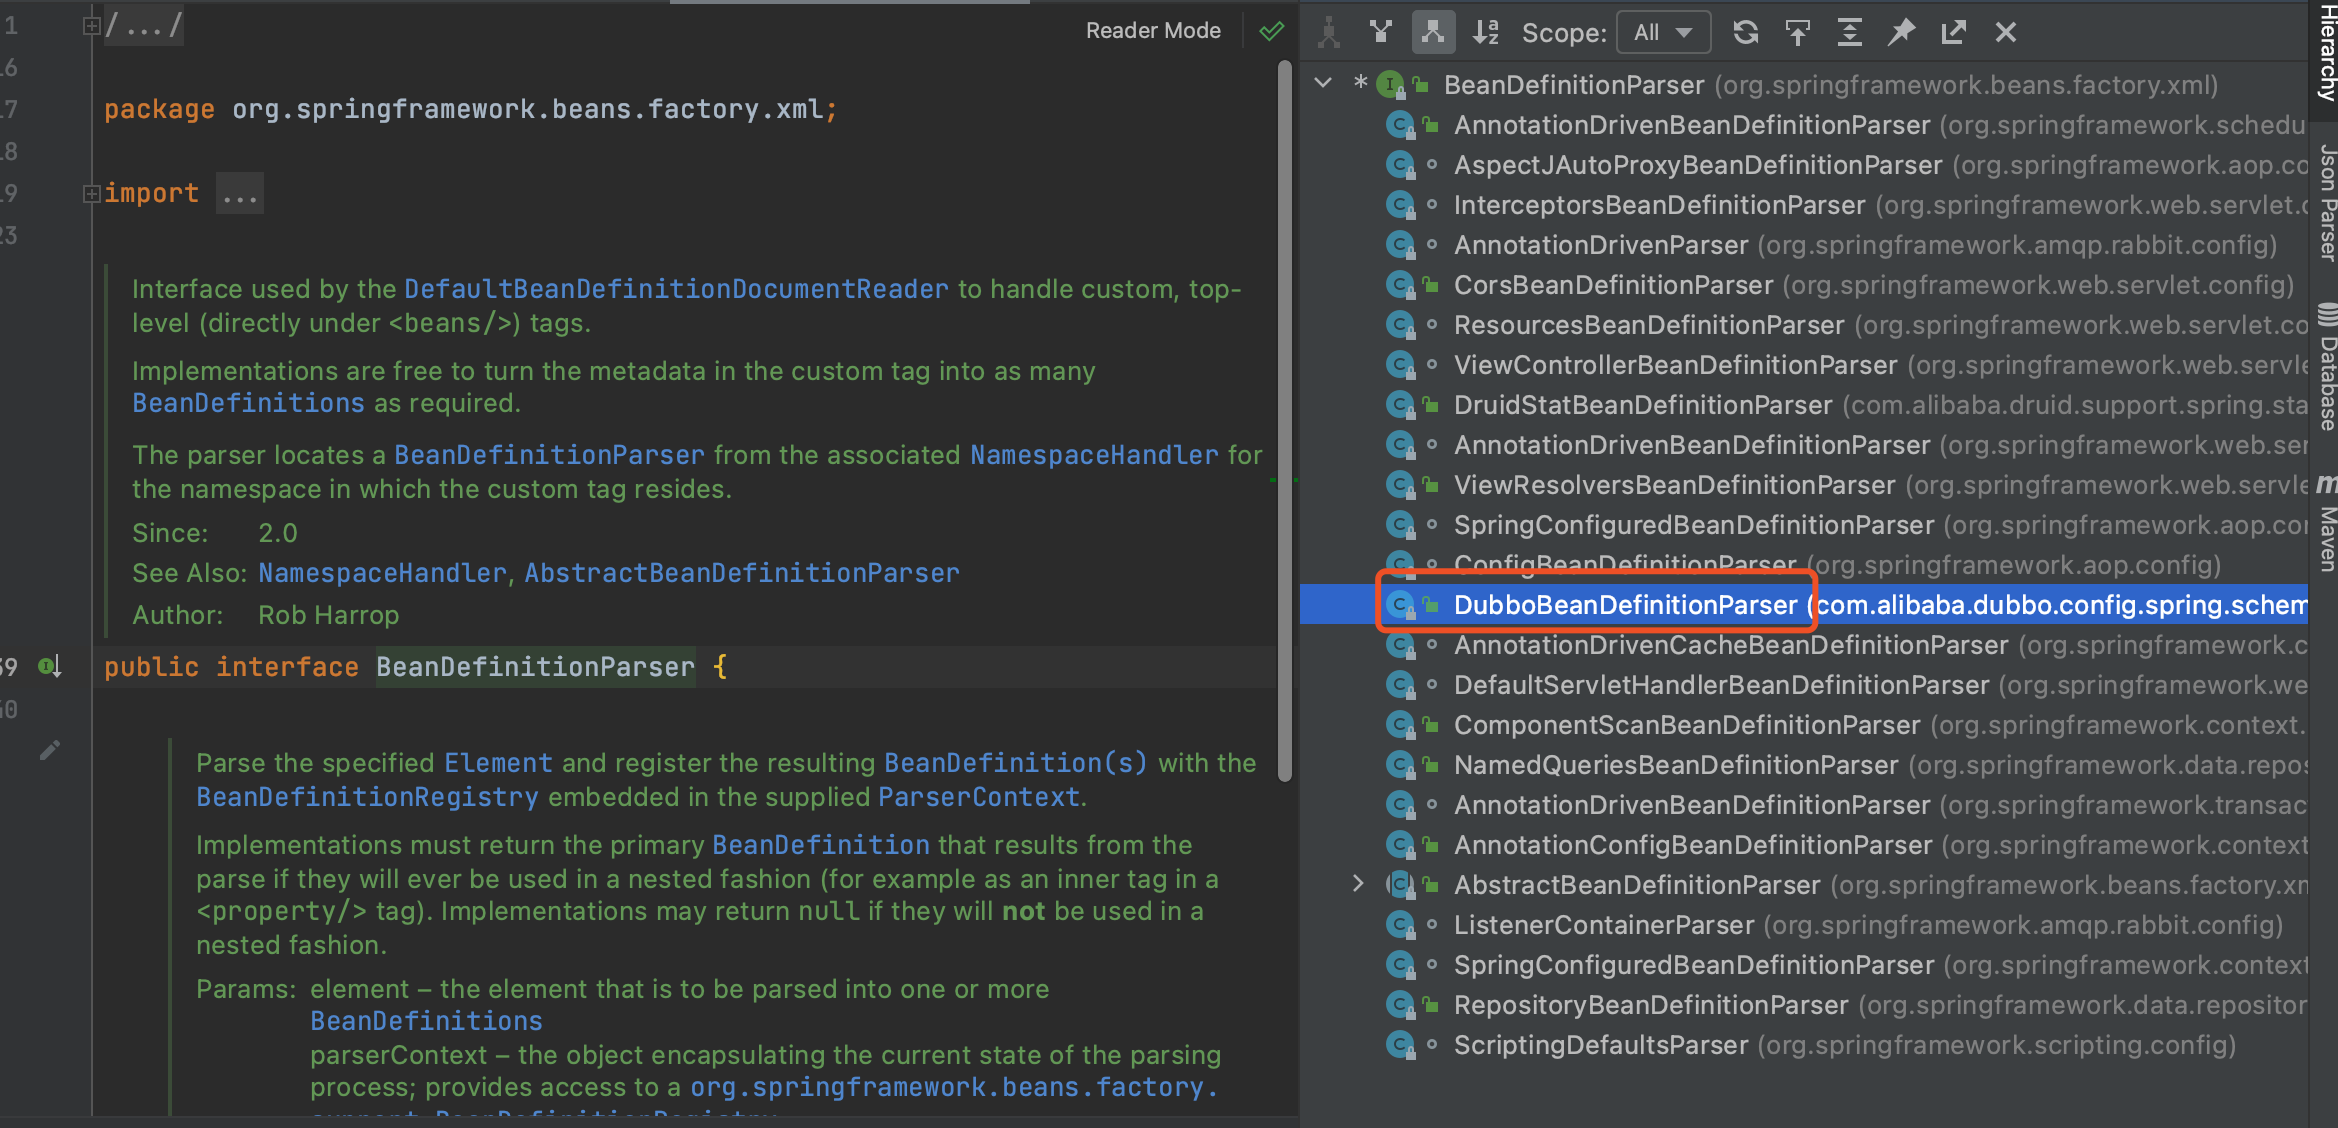 1
/.../
Reader Mode
16
17
package org.springframework.beans.factory.xml;
18
19
import ...
23
Interface used by the DefaultBeanDefinitionDocumentReader to handle custom, top-
level (directly under <beans/>) tags.
Implementations are free to turn the metadata in the custom tag into as many
BeanDefinitions as required.
The parser locates a BeanDefinitionParser from the associated NamespaceHandler for
the namespace in which the custom tag resides.
Since: 2.0
See Also: NamespaceHandler, AbstractBeanDefinitionParser
Author: Rob Harrop
39
public interface BeanDefinitionParser {
40
Parse the specified Element and register the resulting BeanDefinition(s) with the
BeanDefinitionRegistry embedded in the supplied ParserContext.
Implementations must return the primary BeanDefinition that results from the
parse if they will ever be used in a nested fashion (for example as an inner tag in a
<property/> tag). Implementations may return null if they will not be used in a
nested fashion.
Params: element – the element that is to be parsed into one or more
BeanDefinitions
parserContext – the object encapsulating the current state of the parsing
process; provides access to a org.springframework.beans.factory.
support.BeanDefinitionRegistry
Scope: All
* BeanDefinitionParser (org.springframework.beans.factory.xml)
AnnotationDrivenBeanDefinitionParser (org.springframework.schedu
AspectJAutoProxyBeanDefinitionParser (org.springframework.aop.co
InterceptorsBeanDefinitionParser (org.springframework.web.servlet.c
AnnotationDrivenParser (org.springframework.amqp.rabbit.config)
CorsBeanDefinitionParser (org.springframework.web.servlet.config)
ResourcesBeanDefinitionParser (org.springframework.web.servlet.co
ViewControllerBeanDefinitionParser (org.springframework.web.servle
DruidStatBeanDefinitionParser (com.alibaba.druid.support.spring.sta
AnnotationDrivenBeanDefinitionParser (org.springframework.web.ser
ViewResolversBeanDefinitionParser (org.springframework.web.servle
SpringConfiguredBeanDefinitionParser (org.springframework.aop.con
ConfigBeanDefinitionParser (org.springframework.aop.config)
DubboBeanDefinitionParser (com.alibaba.dubbo.config.spring.schem
AnnotationDrivenCacheBeanDefinitionParser (org.springframework.c
DefaultServletHandlerBeanDefinitionParser (org.springframework.we
ComponentScanBeanDefinitionParser (org.springframework.context.
NamedQueriesBeanDefinitionParser (org.springframework.data.repos
AnnotationDrivenBeanDefinitionParser (org.springframework.transac
AnnotationConfigBeanDefinitionParser (org.springframework.context
AbstractBeanDefinitionParser (org.springframework.beans.factory.xm
ListenerContainerParser (org.springframework.amqp.rabbit.config)
SpringConfiguredBeanDefinitionParser (org.springframework.context
RepositoryBeanDefinitionParser (org.springframework.data.repositor
ScriptingDefaultsParser (org.springframework.scripting.config)
Hierarchy
Json Parser
Database
m
Maven